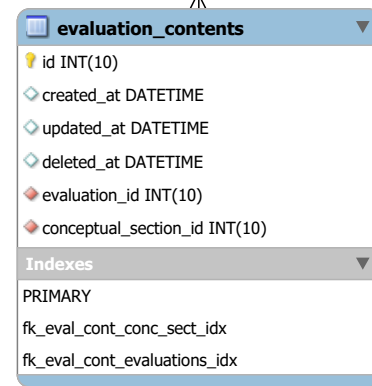 evaluation_contents
id INT(10)
created_at DATETIME
updated_at DATETIME
deleted_at DATETIME
evaluation_id INT(10)
conceptual_section_id INT(10)
Indexes
PRIMARY
fk_eval_cont_conc_sect_idx
fk_eval_cont_evaluations_idx